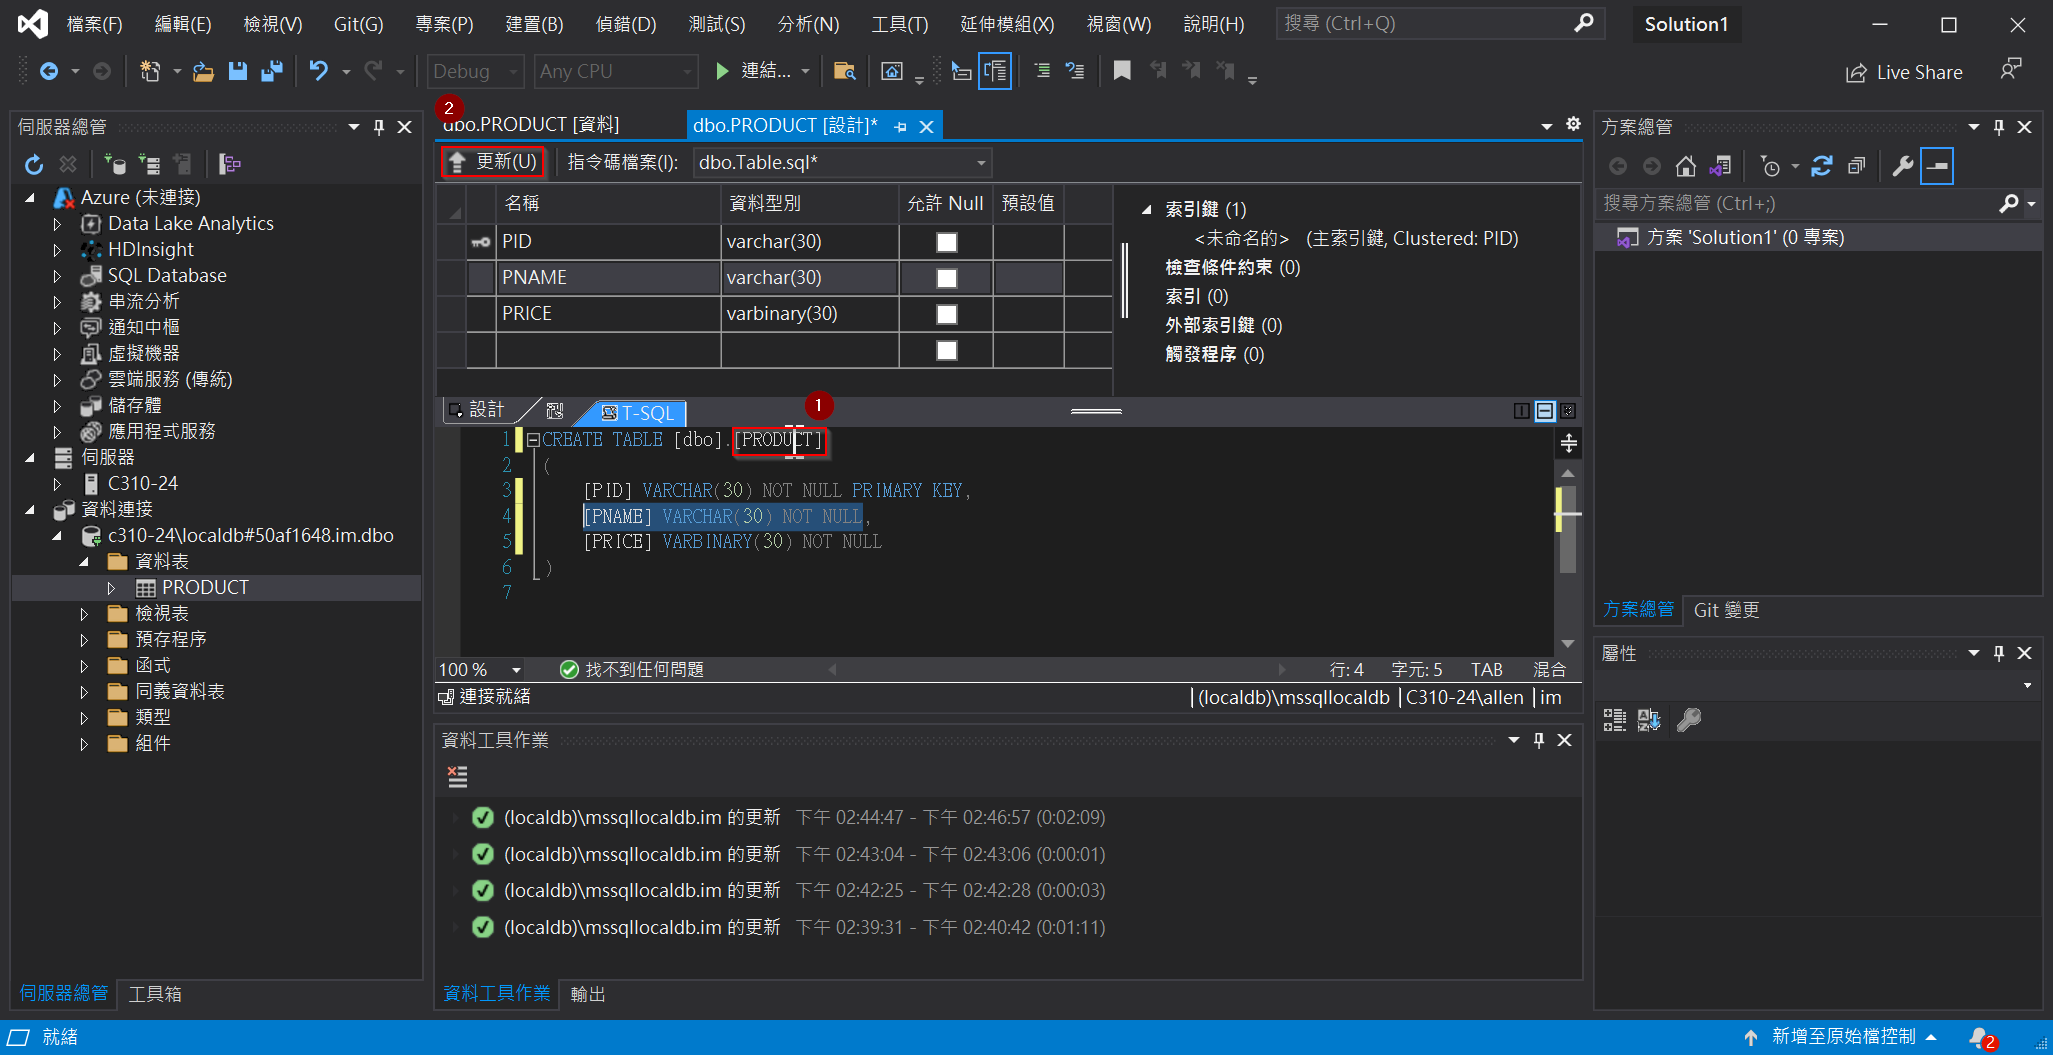 檔案(F) 編輯(E) 檢視(V) Git(G) 專案(P) 建置(B) 偵錯(D) 測試(S) 分析(N) 工具(T) 延伸模組(X) 視窗(W) 說明(H) 搜尋 (Ctrl+Q) Solution1
Debug Any CPU 連結... Live Share
伺服器總管
Azure (未連接)
Data Lake Analytics
HDInsight
SQL Database
串流分析
通知中樞
虛擬機器
雲端服務 (傳統)
儲存體
應用程式服務
伺服器
C310-24
資料連接
c310-24\localdb#50af1648.im.dbo
資料表
PRODUCT
檢視表
預存程序
函式
同義資料表
類型
組件
伺服器總管 工具箱
2
dbo.PRODUCT [資料] dbo.PRODUCT [設計]*
更新(U) 指令碼檔案(I): dbo.Table.sql*
名稱 資料型別 允許 Null 預設值
PID varchar(30)
PNAME varchar(30)
PRICE varbinary(30)
索引鍵 (1)
<未命名的> (主索引鍵, Clustered: PID)
檢查條件約束 (0)
索引 (0)
外部索引鍵 (0)
觸發程序 (0)
設計 T-SQL
1
1 CREATE TABLE [dbo].[PRODUCT]
2 (
3 [PID] VARCHAR(30) NOT NULL PRIMARY KEY,
4 [PNAME] VARCHAR(30) NOT NULL,
5 [PRICE] VARBINARY(30) NOT NULL
6 )
7
100 % 找不到任何問題 行: 4 字元: 5 TAB 混合
連接就緒 (localdb)\mssqllocaldb C310-24\allen im
資料工具作業
(localdb)\mssqllocaldb.im 的更新 下午 02:44:47 - 下午 02:46:57 (0:02:09)
(localdb)\mssqllocaldb.im 的更新 下午 02:43:04 - 下午 02:43:06 (0:00:01)
(localdb)\mssqllocaldb.im 的更新 下午 02:42:25 - 下午 02:42:28 (0:00:03)
(localdb)\mssqllocaldb.im 的更新 下午 02:39:31 - 下午 02:40:42 (0:01:11)
資料工具作業 輸出
方案總管
搜尋方案總管 (Ctrl+;)
方案 'Solution1' (0 專案)
方案總管 Git 變更
屬性
就緒 新增至原始檔控制 2